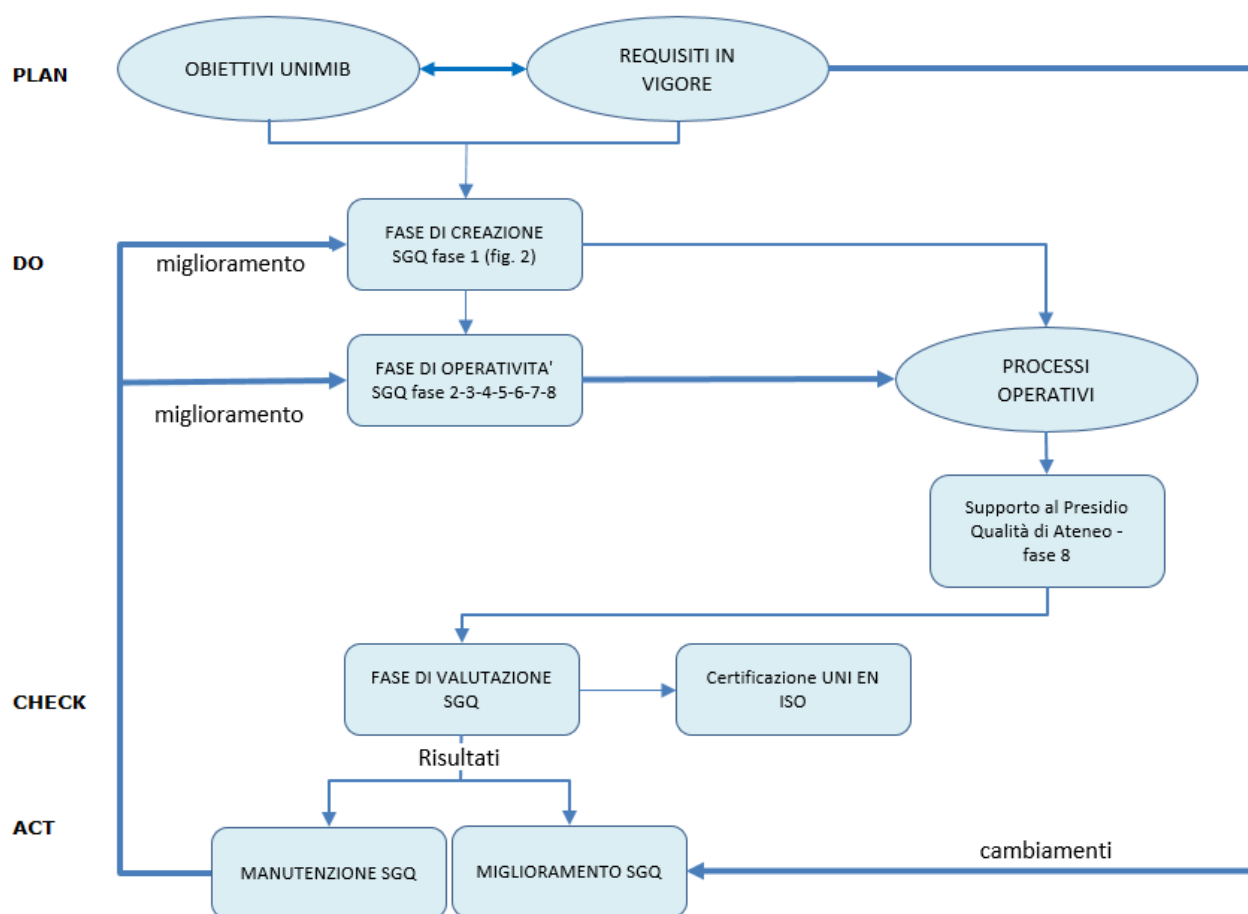 PLAN
OBIETTIVI UNIMIB
REQUISITI IN
VIGORE
DO
miglioramento
FASE DI CREAZIONE
SGQ fase 1 (fig. 2)
miglioramento
FASE DI OPERATIVITA'
SGQ fase 2-3-4-5-6-7-8
PROCESSI
OPERATIVI
Supporto al Presidio
Qualità di Ateneo -
fase 8
CHECK
FASE DI VALUTAZIONE
SGQ
Certificazione UNI EN
ISO
Risultati
ACT
MANUTENZIONE SGQ
MIGLIORAMENTO SGQ
cambiamenti